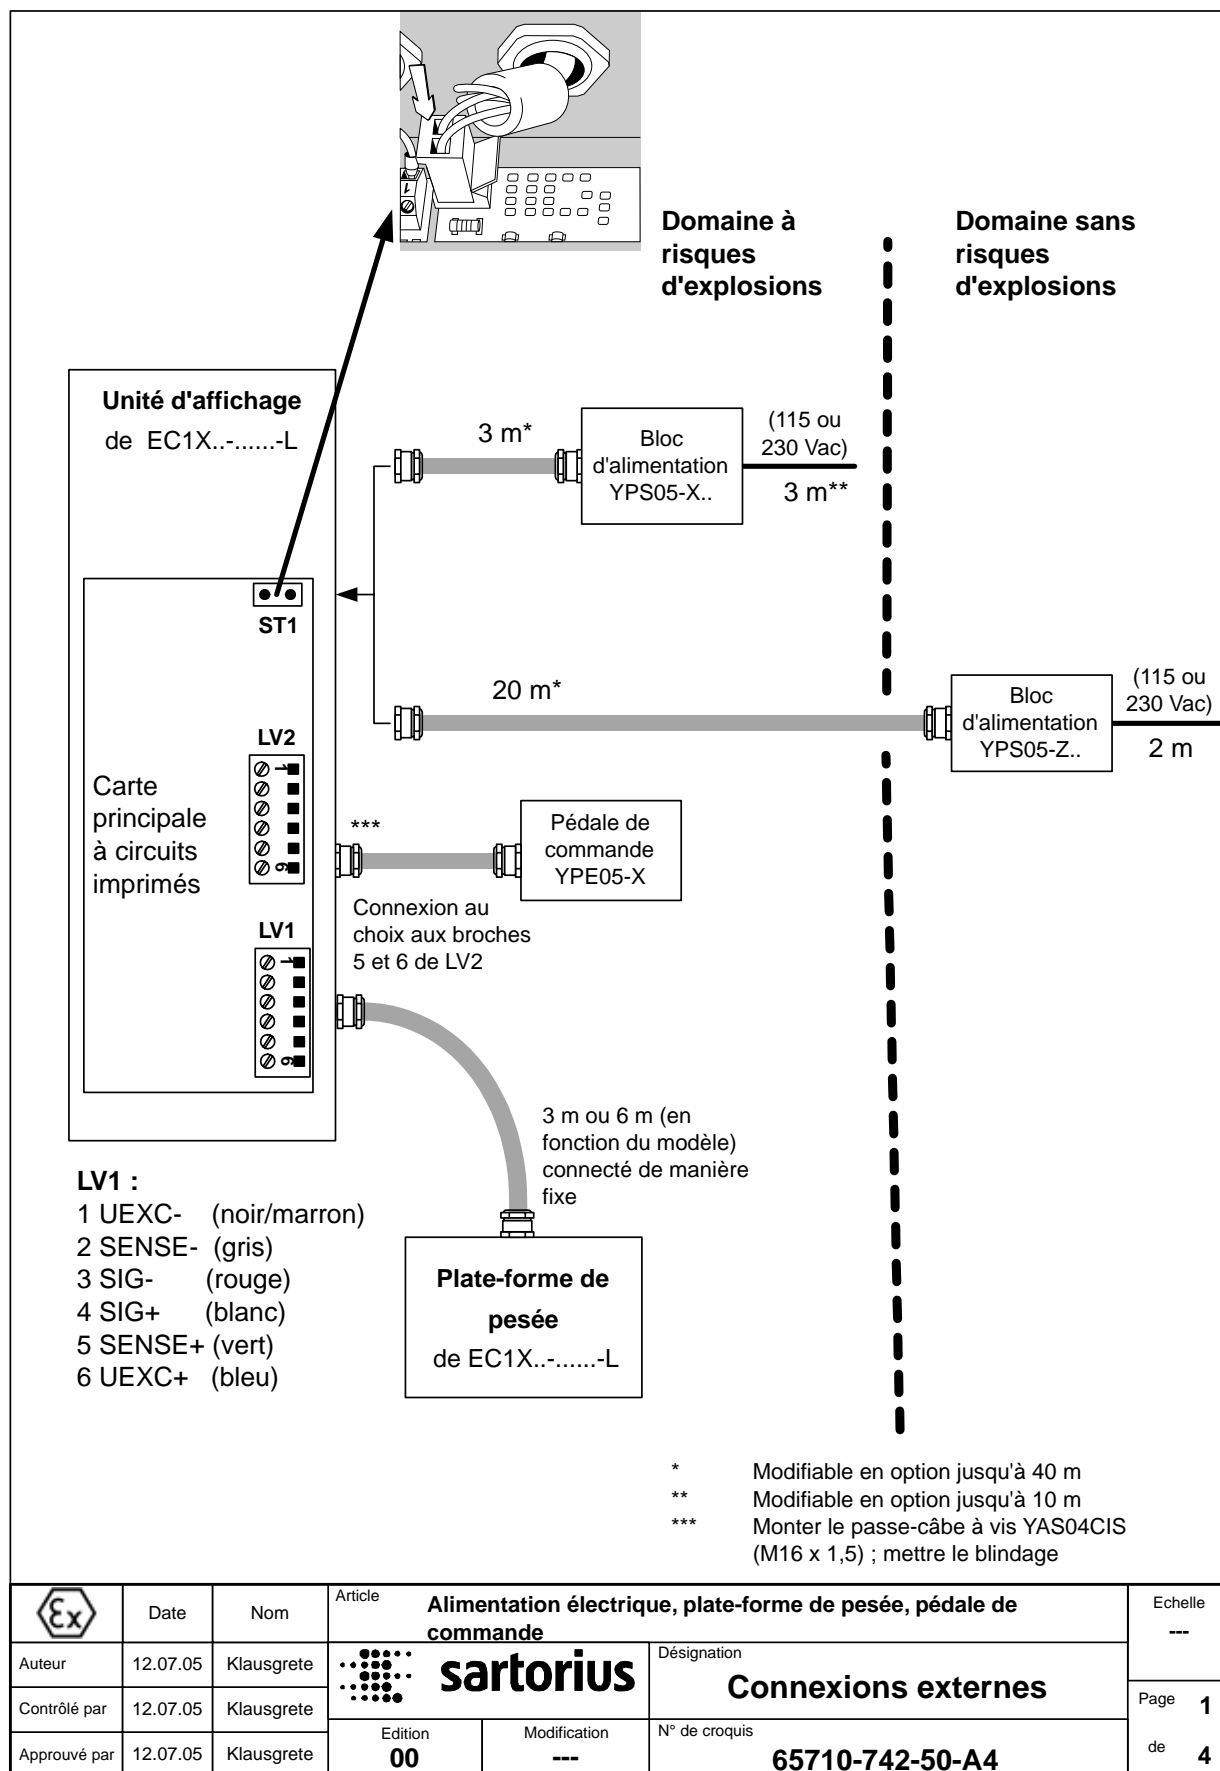 Domaine à
risques
d'explosions
Domaine sans
risques
d'explosions
Unité d'affichage
de EC1X..-......-L
3 m*
Bloc
d'alimentation
YPS05-X..
(115 ou
230 Vac)
3 m**
ST1
20 m*
Bloc
d'alimentation
YPS05-Z..
(115 ou
230 Vac)
2 m
LV2
1
6
Carte
principale
à circuits
imprimés
***
Pédale de
commande
YPE05-X
Connexion au
choix aux broches
5 et 6 de LV2
LV1
1
6
3 m ou 6 m (en
fonction du modèle)
connecté de manière
fixe
LV1 :
1 UEXC- (noir/marron)
2 SENSE- (gris)
3 SIG- (rouge)
4 SIG+ (blanc)
5 SENSE+ (vert)
6 UEXC+ (bleu)
Plate-forme de
pesée
de EC1X..-......-L
* Modifiable en option jusqu'à 40 m
** Modifiable en option jusqu'à 10 m
*** Monter le passe-câbe à vis YAS04CIS
(M16 x 1,5) ; mettre le blindage
Ex
Date
Nom
Article
Alimentation électrique, plate-forme de pesée, pédale de
commande
Echelle
---
Auteur
12.07.05
Klausgrete
sartorius
Désignation
Connexions externes
Contrôlé par
12.07.05
Klausgrete
Page 1
Approuvé par
12.07.05
Klausgrete
Edition
00
Modification
---
N° de croquis
65710-742-50-A4
de 4